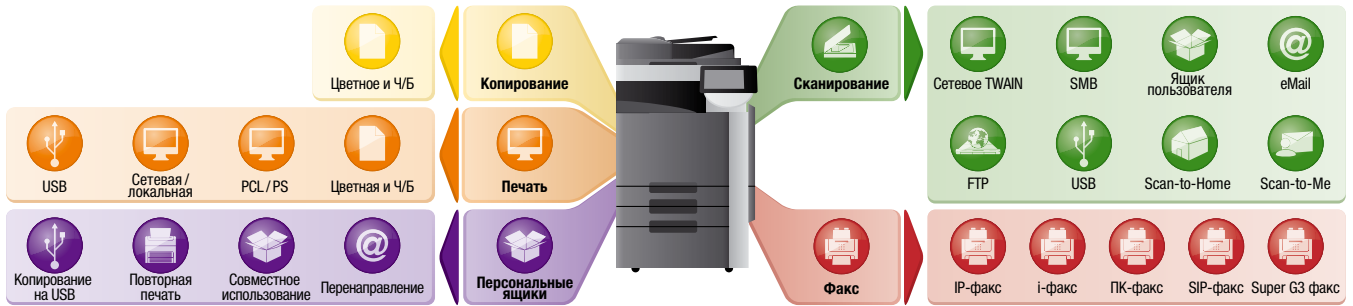 Цветное и Ч/Б
Копирование
Сканирование
Сетевое TWAIN
SMB
Ящик
пользователя
eMail
FTP
USB
Scan-to-Home
Scan-to-Me
USB
Сетевая /
локальная
PCL / PS
Цветная и Ч/Б
Печать
Копирование
на USB
Повторная
печать
Совместное
использование
Перенаправление
Персональные
ящики
Факс
IP-факс
i-факс
ПК-факс
SIP-факс
Super G3 факс